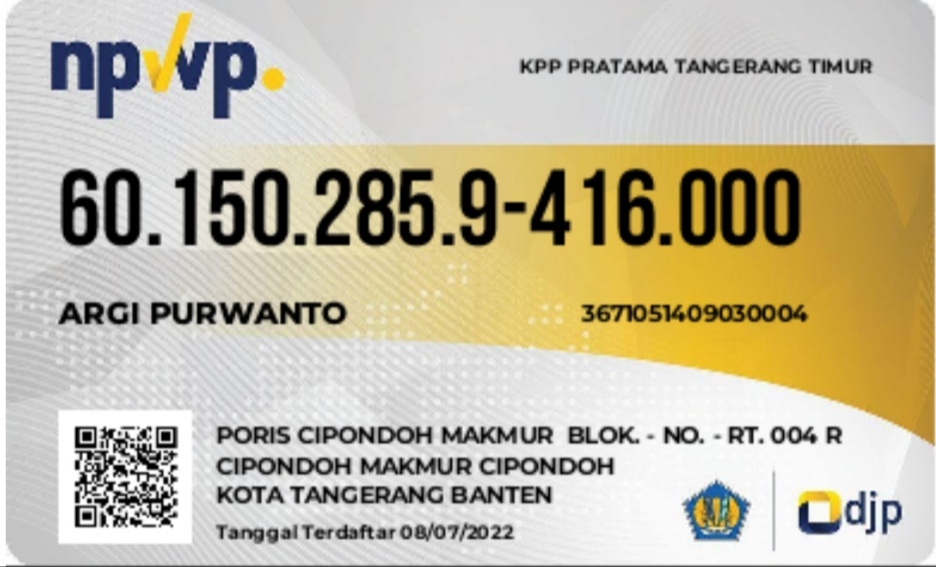 npwp.
KPP PRATAMA TANGERANG TIMUR
60.150.285.9-416.000
ARGI PURWANTO
3671051409030004
PORIS CIPONDOH MAKMUR BLOK. - NO. - RT. 004 R
CIPONDOH MAKMUR CIPONDOH
KOTA TANGERANG BANTEN
Tanggal Terdaftar 08/07/2022
djp